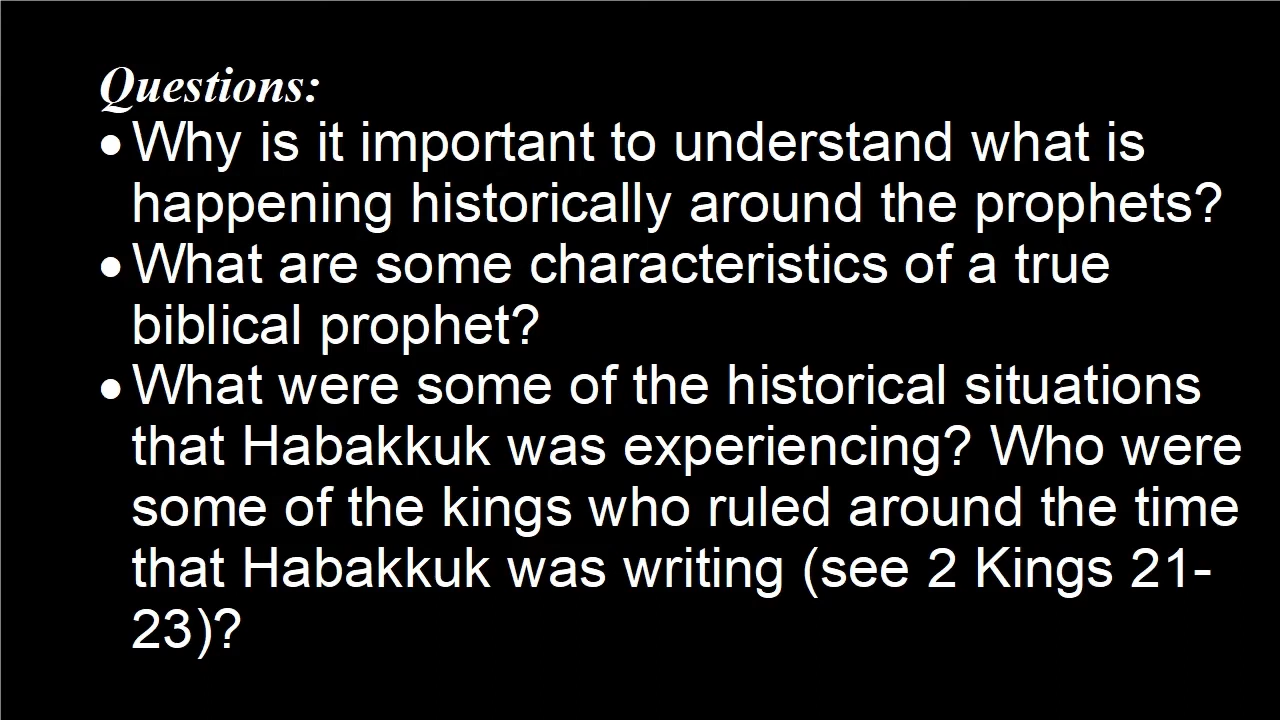 Questions:
• Why is it important to understand what is
happening historically around the prophets?
• What are some characteristics of a true
biblical prophet?
• What were some of the historical situations
that Habakkuk was experiencing? Who were
some of the kings who ruled around the time
that Habakkuk was writing (see 2 Kings 21-
23)?